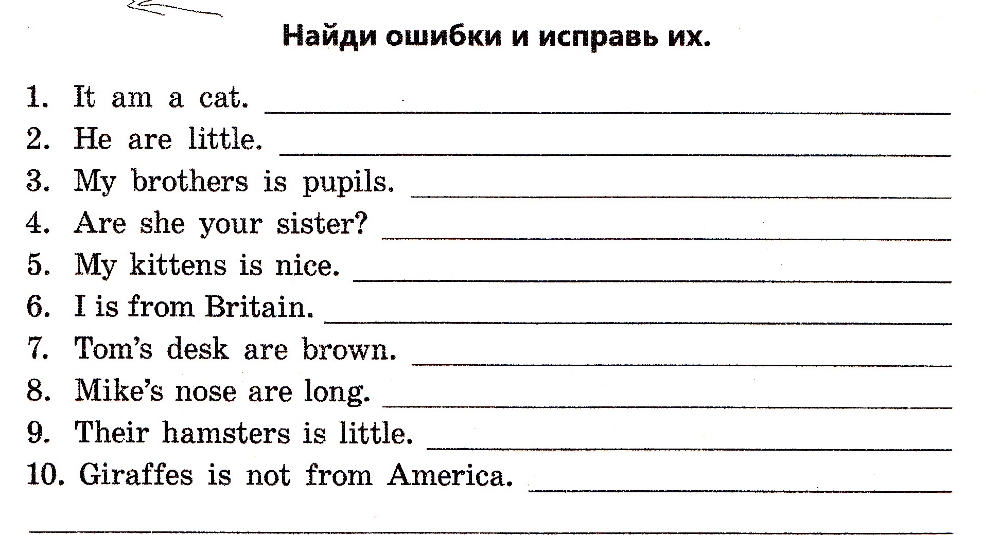 Найди ошибки и исправь их.
1. It am a cat.
2. He are little.
3. My brothers is pupils.
4. Are she your sister?
5. My kittens is nice.
6. I is from Britain.
7. Tom’s desk are brown.
8. Mike’s nose are long.
9. Their hamsters is little.
10. Giraffes is not from America.